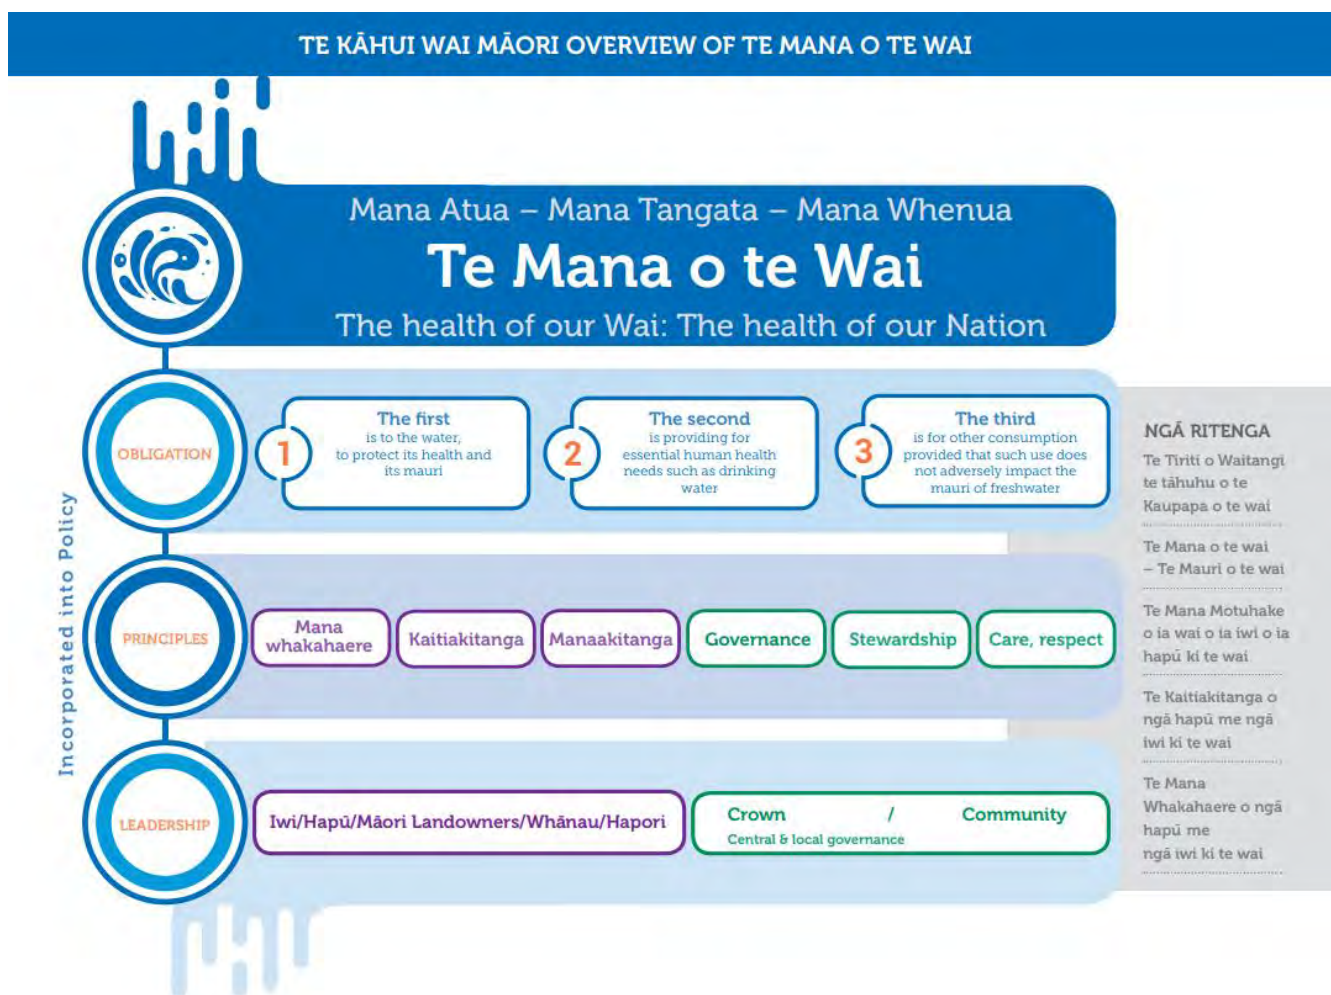 TE KĀHUI WAI MĀORI OVERVIEW OF TE MANA O TE WAI
Mana Atua – Mana Tangata – Mana Whenua
Te Mana o te Wai
The health of our Wai: The health of our Nation
Incorporated into Policy
OBLIGATION
1
The first
is to the water,
to protect its health and
its mauri
2
The second
is providing for
essential human health
needs such as drinking
water
3
The third
is for other consumption
provided that such use does
not adversely impact the
mauri of freshwater
PRINCIPLES
Mana
whakahaere
Kaitiakitanga
Manaakitanga
Governance
Stewardship
Care, respect
LEADERSHIP
Iwi/Hapū/Māori Landowners/Whānau/Hapori
Crown / Community
Central & local governance
NGĀ RITENGA
Te Tiriti o Waitangi
te tāhuhu o te
Kaupapa o te wai
Te Mana o te wai
– Te Mauri o te wai
Te Mana Motuhake
o ia wai o ia iwi o ia
hapū ki te wai
Te Kaitiakitanga o
ngā hapū me ngā
iwi ki te wai
Te Mana
Whakahaere o ngā
hapū me
ngā iwi ki te wai